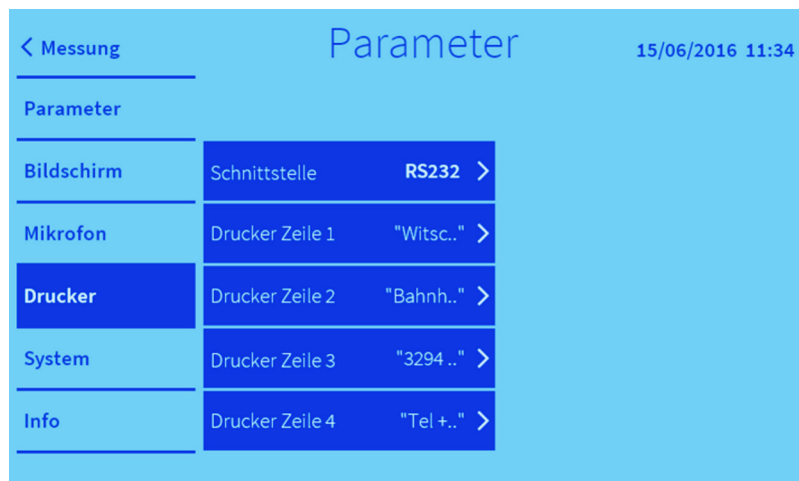 < Messung
Parameter
15/06/2016 11:34
Parameter
Bildschirm
Mikrofon
Drucker
System
Info
Schnittstelle RS232 >
Drucker Zeile 1 "Witsc.." >
Drucker Zeile 2 "Bahnh.." >
Drucker Zeile 3 "3294 .." >
Drucker Zeile 4 "Tel +.." >